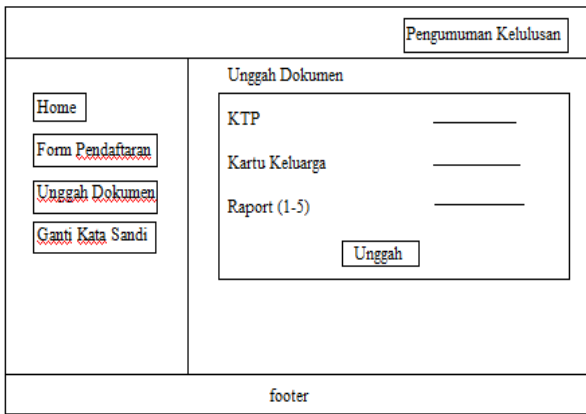 Pengumuman Kelulusan
Home
Form Pendaftaran
Unggah Dokumen
Ganti Kata Sandi
Unggah Dokumen
KTP
Kartu Keluarga
Raport (1-5)
Unggah
footer